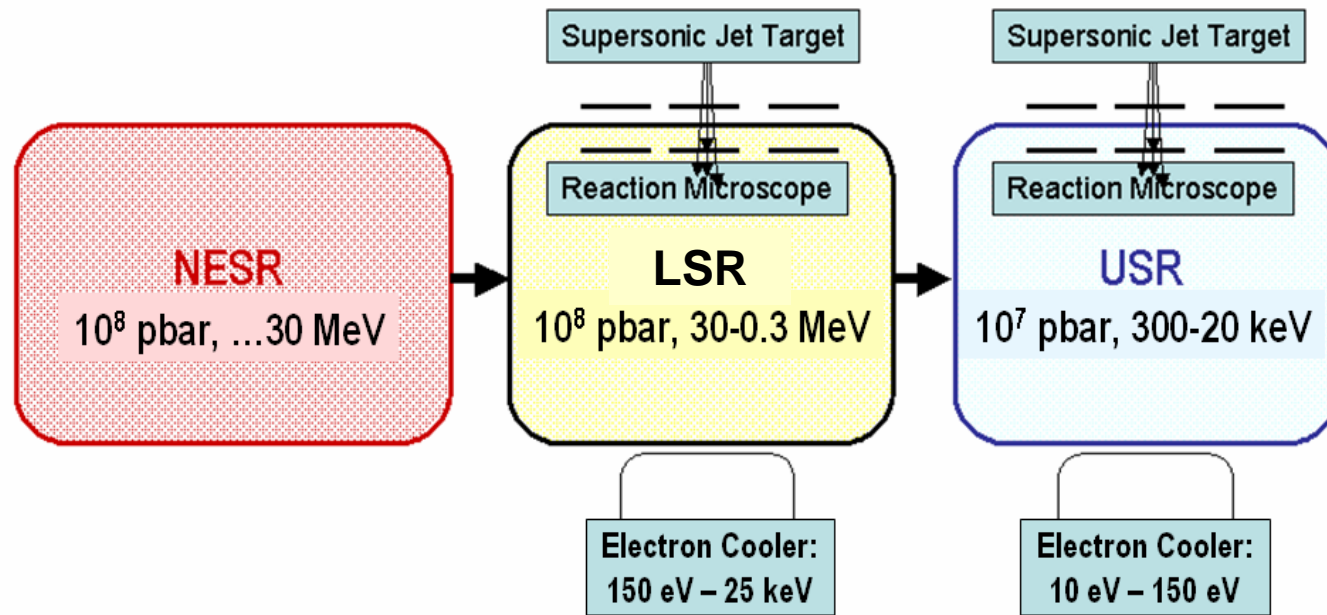 Supersonic Jet Target
Supersonic Jet Target
Reaction Microscope
Reaction Microscope
NESR
10⁸ pbar, ...30 MeV
LSR
10⁸ pbar, 30-0.3 MeV
USR
10⁷ pbar, 300-20 keV
Electron Cooler:
150 eV – 25 keV
Electron Cooler:
10 eV – 150 eV